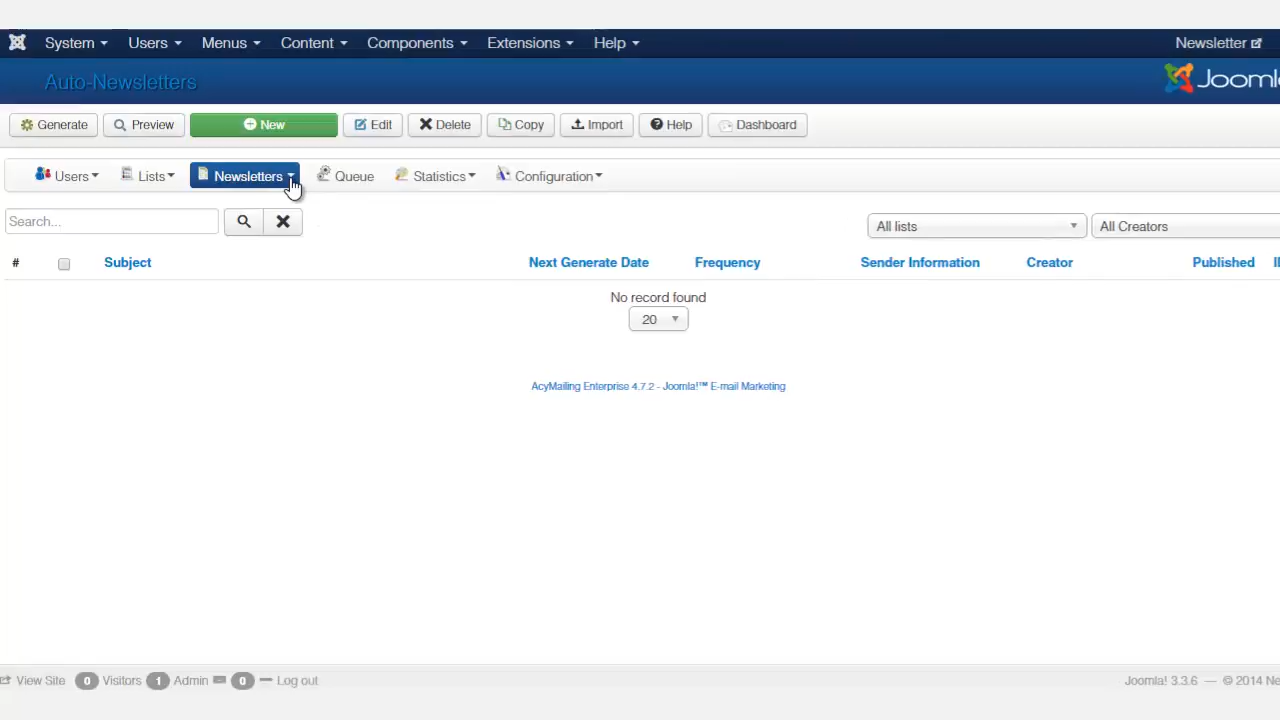 System Users Menus Content Components Extensions Help Newsletter
Auto-Newsletters
Generate Preview New Edit Delete Copy Import Help Dashboard
Users Lists Newsletters Queue Statistics Configuration
Search... All lists All Creators
# Subject Next Generate Date Frequency Sender Information Creator Published
No record found
20
AcyMailing Enterprise 4.7.2 - Joomla!™ E-mail Marketing
View Site 0 Visitors 1 Admin 0 Log out Joomla! 3.3.6 — © 2014